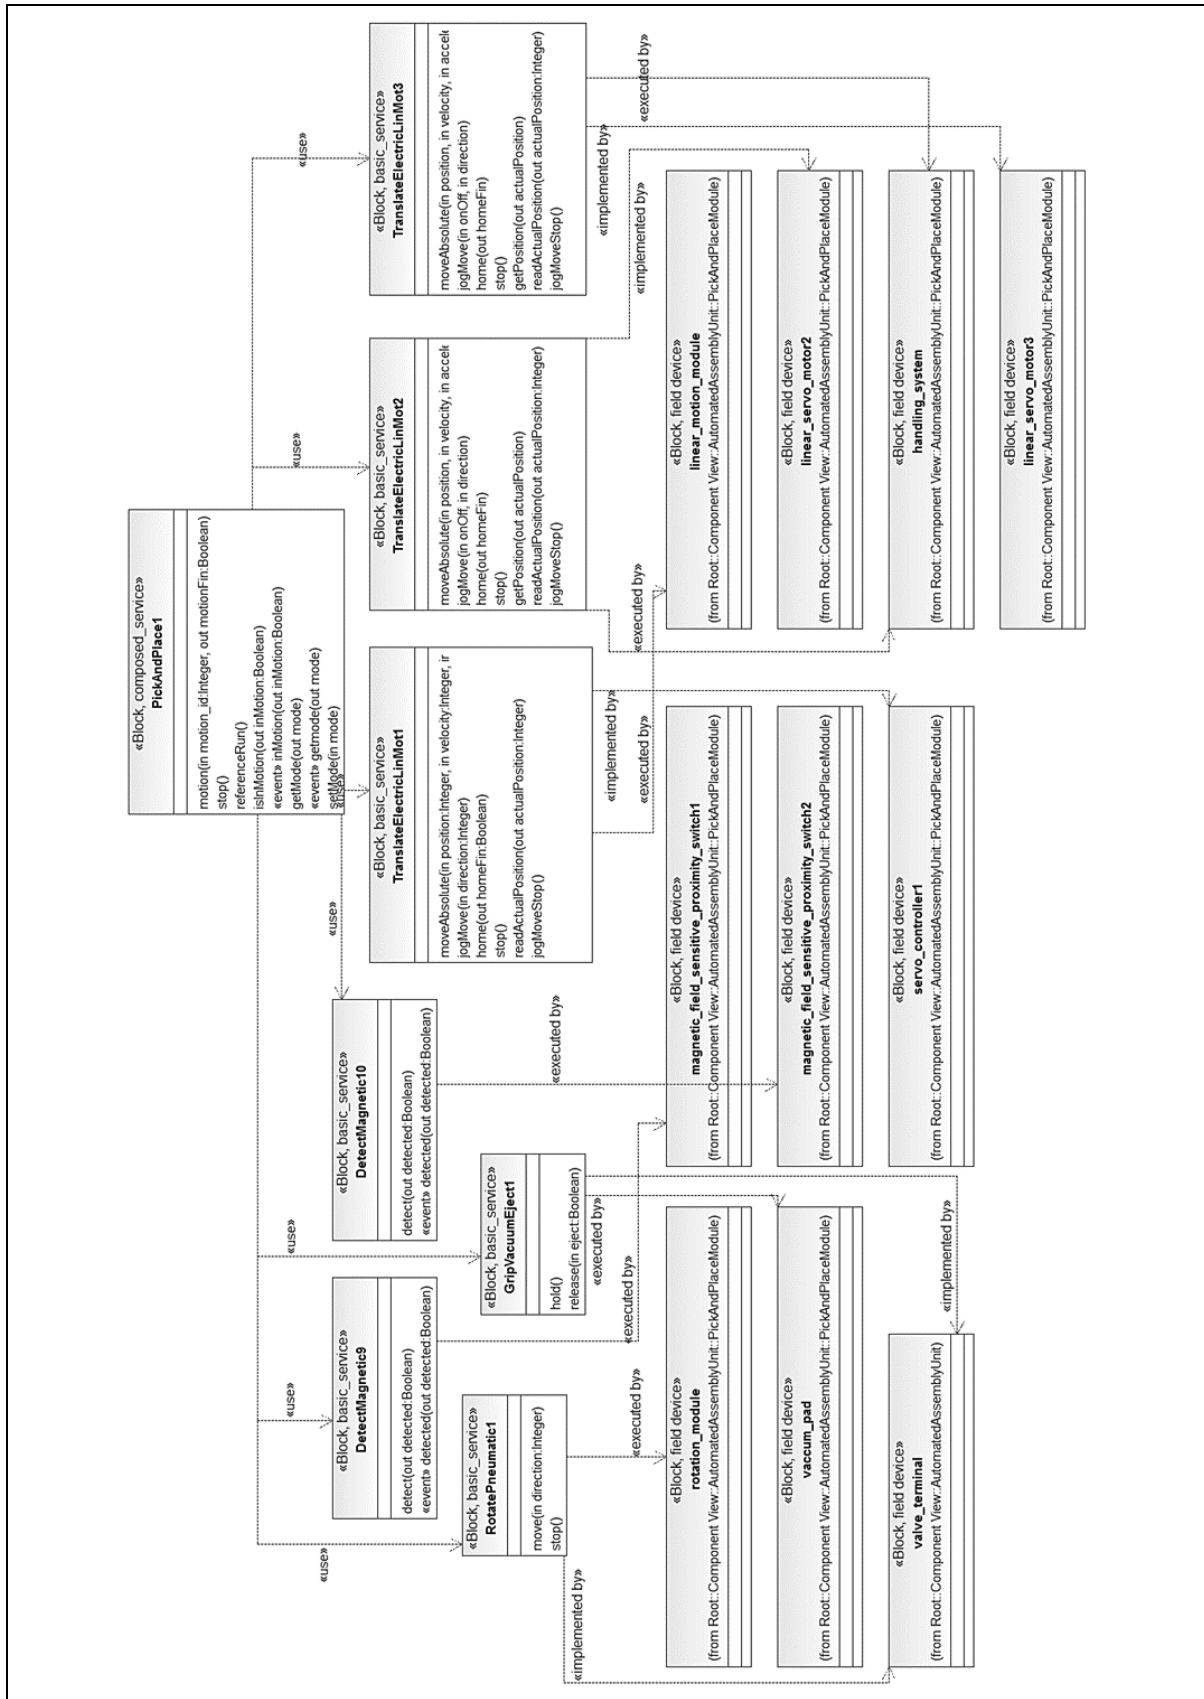 «Block, composed_service»
PickAndPlace1
motion(in motion_id:Integer, out motionFin:Boolean)
stop()
referenceRun()
isInMotion(out inMotion:Boolean)
«event» inMotion(out inMotion:Boolean)
getMode(out mode)
«event» getmode(out mode)
setMode(in mode)
«use»
«use»
«use»
«use»
«use»
«use»
«use»
«Block, basic_service»
DetectMagnetic9
detect(out detected:Boolean)
«event» detected(out detected:Boolean)
«Block, basic_service»
DetectMagnetic10
detect(out detected:Boolean)
«event» detected(out detected:Boolean)
«Block, basic_service»
TranslateElectricLinMot1
moveAbsolute(in position:Integer, in velocity:Integer, ir
jogMove(in direction:Integer)
home(out homeFin:Boolean)
stop()
readActualPosition(out actualPosition:Integer)
jogMoveStop()
«Block, basic_service»
TranslateElectricLinMot2
moveAbsolute(in position, in velocity, in accele
jogMove(in onOff, in direction)
home(out homeFin)
stop()
getPosition(out actualPosition)
readActualPosition(out actualPosition:Integer)
jogMoveStop()
«Block, basic_service»
TranslateElectricLinMot3
moveAbsolute(in position, in velocity, in accele
jogMove(in onOff, in direction)
home(out homeFin)
stop()
getPosition(out actualPosition)
readActualPosition(out actualPosition:Integer)
jogMoveStop()
«Block, basic_service»
RotatePneumatic1
move(in direction:Integer)
stop()
«Block, basic_service»
GripVacuumEject1
hold()
release(in eject:Boolean)
«implemented by»
«executed by»
«executed by»
«executed by»
«implemented by»
«executed by»
«implemented by»
«executed by»
«executed by»
«implemented by»
«implemented by»
«executed by»
«Block, field device»
rotation_module
(from Root::Component View::AutomatedAssemblyUnit::PickAndPlaceModule)
«Block, field device»
magnetic_field_sensitive_proximity_switch1
(from Root::Component View::AutomatedAssemblyUnit::PickAndPlaceModule)
«Block, field device»
linear_motion_module
(from Root::Component View::AutomatedAssemblyUnit::PickAndPlaceModule)
«Block, field device»
vaccum_pad
(from Root::Component View::AutomatedAssemblyUnit::PickAndPlaceModule)
«Block, field device»
magnetic_field_sensitive_proximity_switch2
(from Root::Component View::AutomatedAssemblyUnit::PickAndPlaceModule)
«Block, field device»
linear_servo_motor2
(from Root::Component View::AutomatedAssemblyUnit::PickAndPlaceModule)
«Block, field device»
valve_terminal
(from Root::Component View::AutomatedAssemblyUnit)
«Block, field device»
servo_controller1
(from Root::Component View::AutomatedAssemblyUnit::PickAndPlaceModule)
«Block, field device»
handling_system
(from Root::Component View::AutomatedAssemblyUnit::PickAndPlaceModule)
«Block, field device»
linear_servo_motor3
(from Root::Component View::AutomatedAssemblyUnit::PickAndPlaceModule)